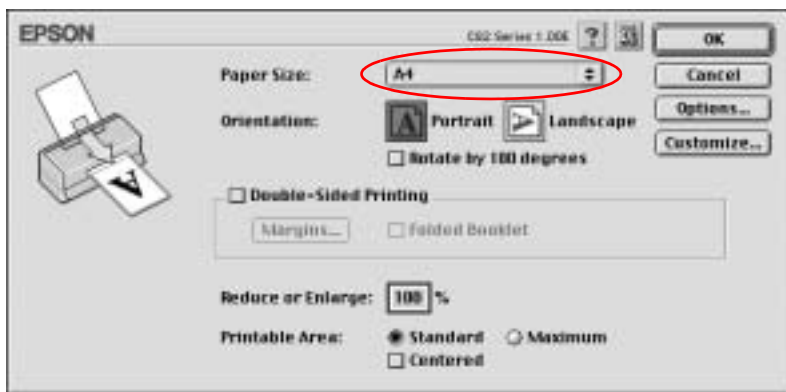 EPSON
C82 Series 1.00E ? OK
Paper Size: A4 Cancel
Orientation: A Portrait A Landscape Options...
Rotate by 180 degrees Customize...
Double-Sided Printing
Margins... Folded Booklet
Reduce or Enlarge: 100 %
Printable Area: Standard Maximum
Centered
A